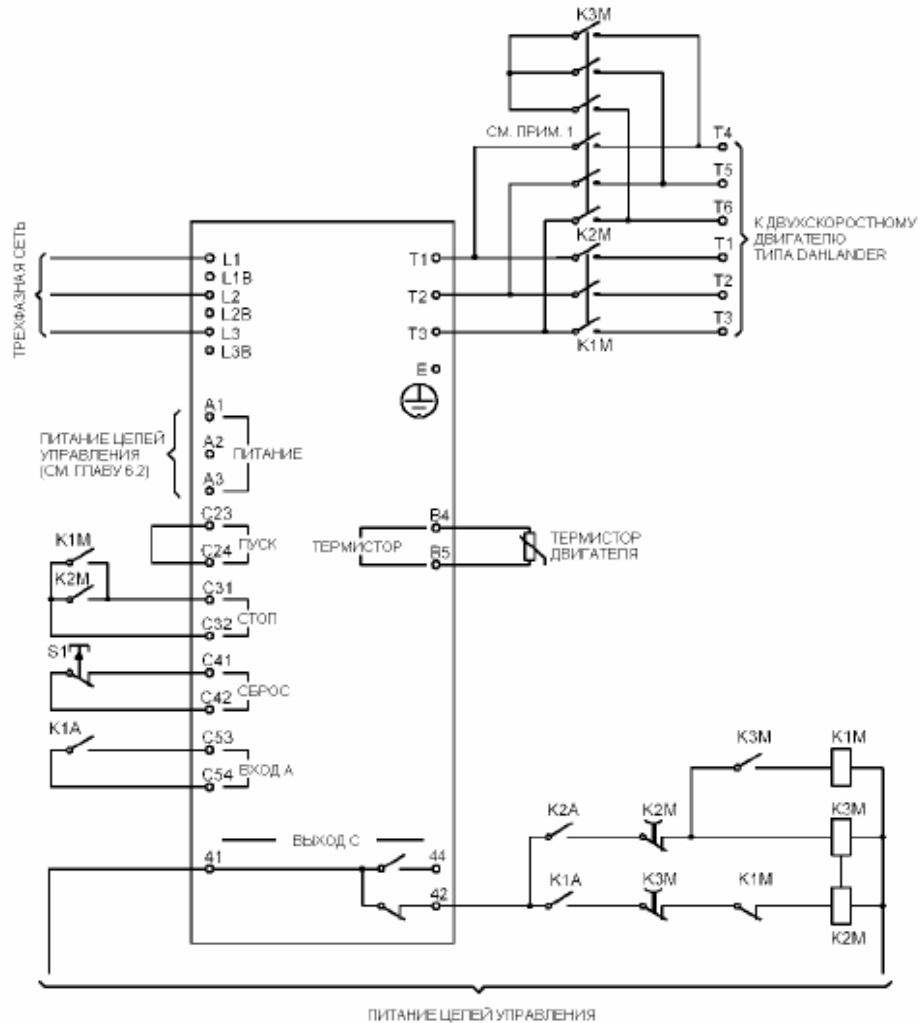 K3M
СМ. ПРИМ. 1
T4
T5
T6
K2M
T1
T2
T3
K1M
К ДВУХСКОРОСТНОМУ
ДВИГАТЕЛЮ
ТИПА DAHLANDER
ТРЕХФАЗНАЯ СЕТЬ
L1
L1B
L2
L2B
L3
L3B
T1
T2
T3
E
ПИТАНИЕ ЦЕПЕЙ
УПРАВЛЕНИЯ
(СМ. ГЛАВУ 6.2)
A1
A2
A3
ПИТАНИЕ
C23
C24
ПУСК
K1M
K2M
C31
C32
СТОП
S1
C41
C42
СБРОС
K1A
C53
C54
ВХОД А
ТЕРМИСТОР
B4
B5
ТЕРМИСТОР
ДВИГАТЕЛЯ
ВЫХОД С
41
44
42
K3M
K1M
K2A
K2M
K3M
K1A
K3M
K1M
K2M
ПИТАНИЕ ЦЕПЕЙ УПРАВЛЕНИЯ